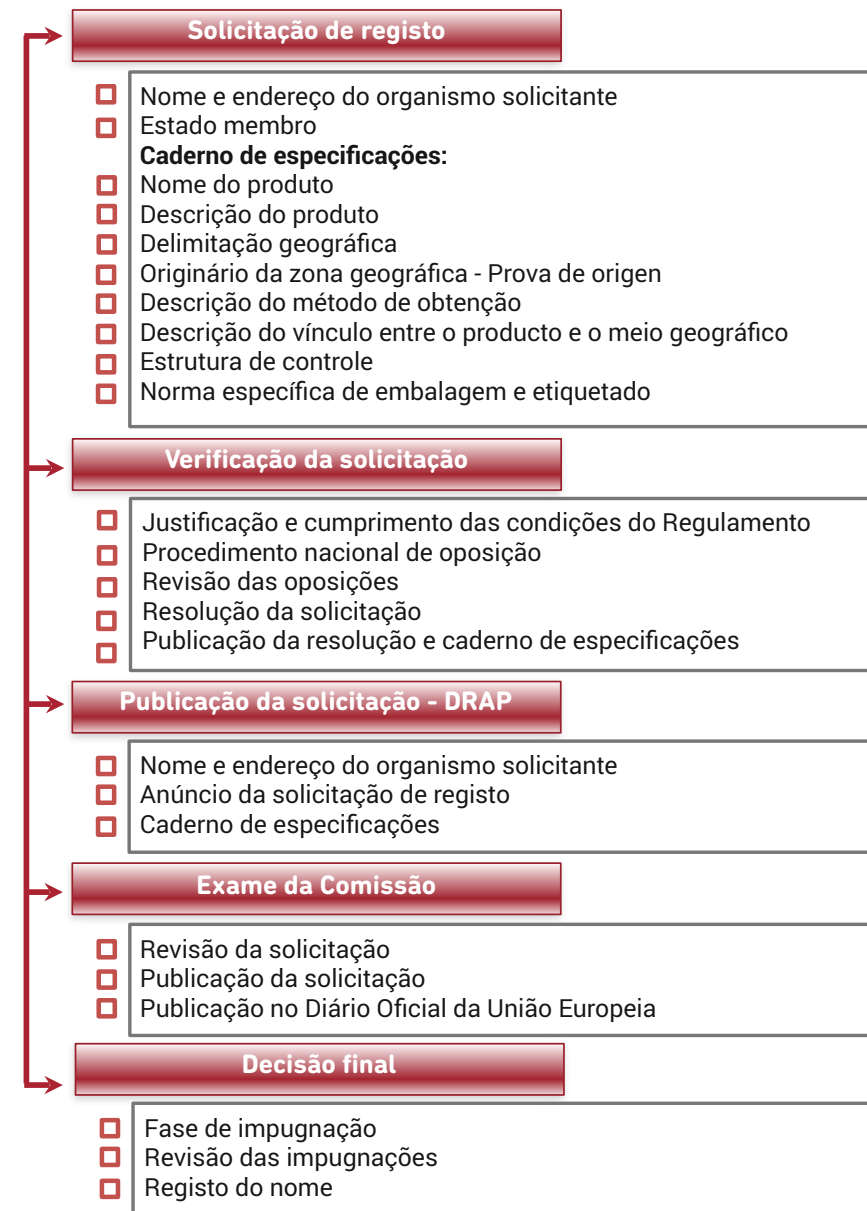 Solicitação de registo
Nome e endereço do organismo solicitante
Estado membro
Caderno de especificações:
Nome do produto
Descrição do produto
Delimitação geográfica
Originário da zona geográfica - Prova de origen
Descrição do método de obtenção
Descrição do vínculo entre o producto e o meio geográfico
Estrutura de controle
Norma específica de embalagem e etiquetado
Verificação da solicitação
Justificação e cumprimento das condições do Regulamento
Procedimento nacional de oposição
Revisão das oposições
Resolução da solicitação
Publicação da resolução e caderno de especificações
Publicação da solicitação - DRAP
Nome e endereço do organismo solicitante
Anúncio da solicitação de registo
Caderno de especificações
Exame da Comissão
Revisão da solicitação
Publicação da solicitação
Publicação no Diário Oficial da União Europeia
Decisão final
Fase de impugnação
Revisão das impugnações
Registo do nome